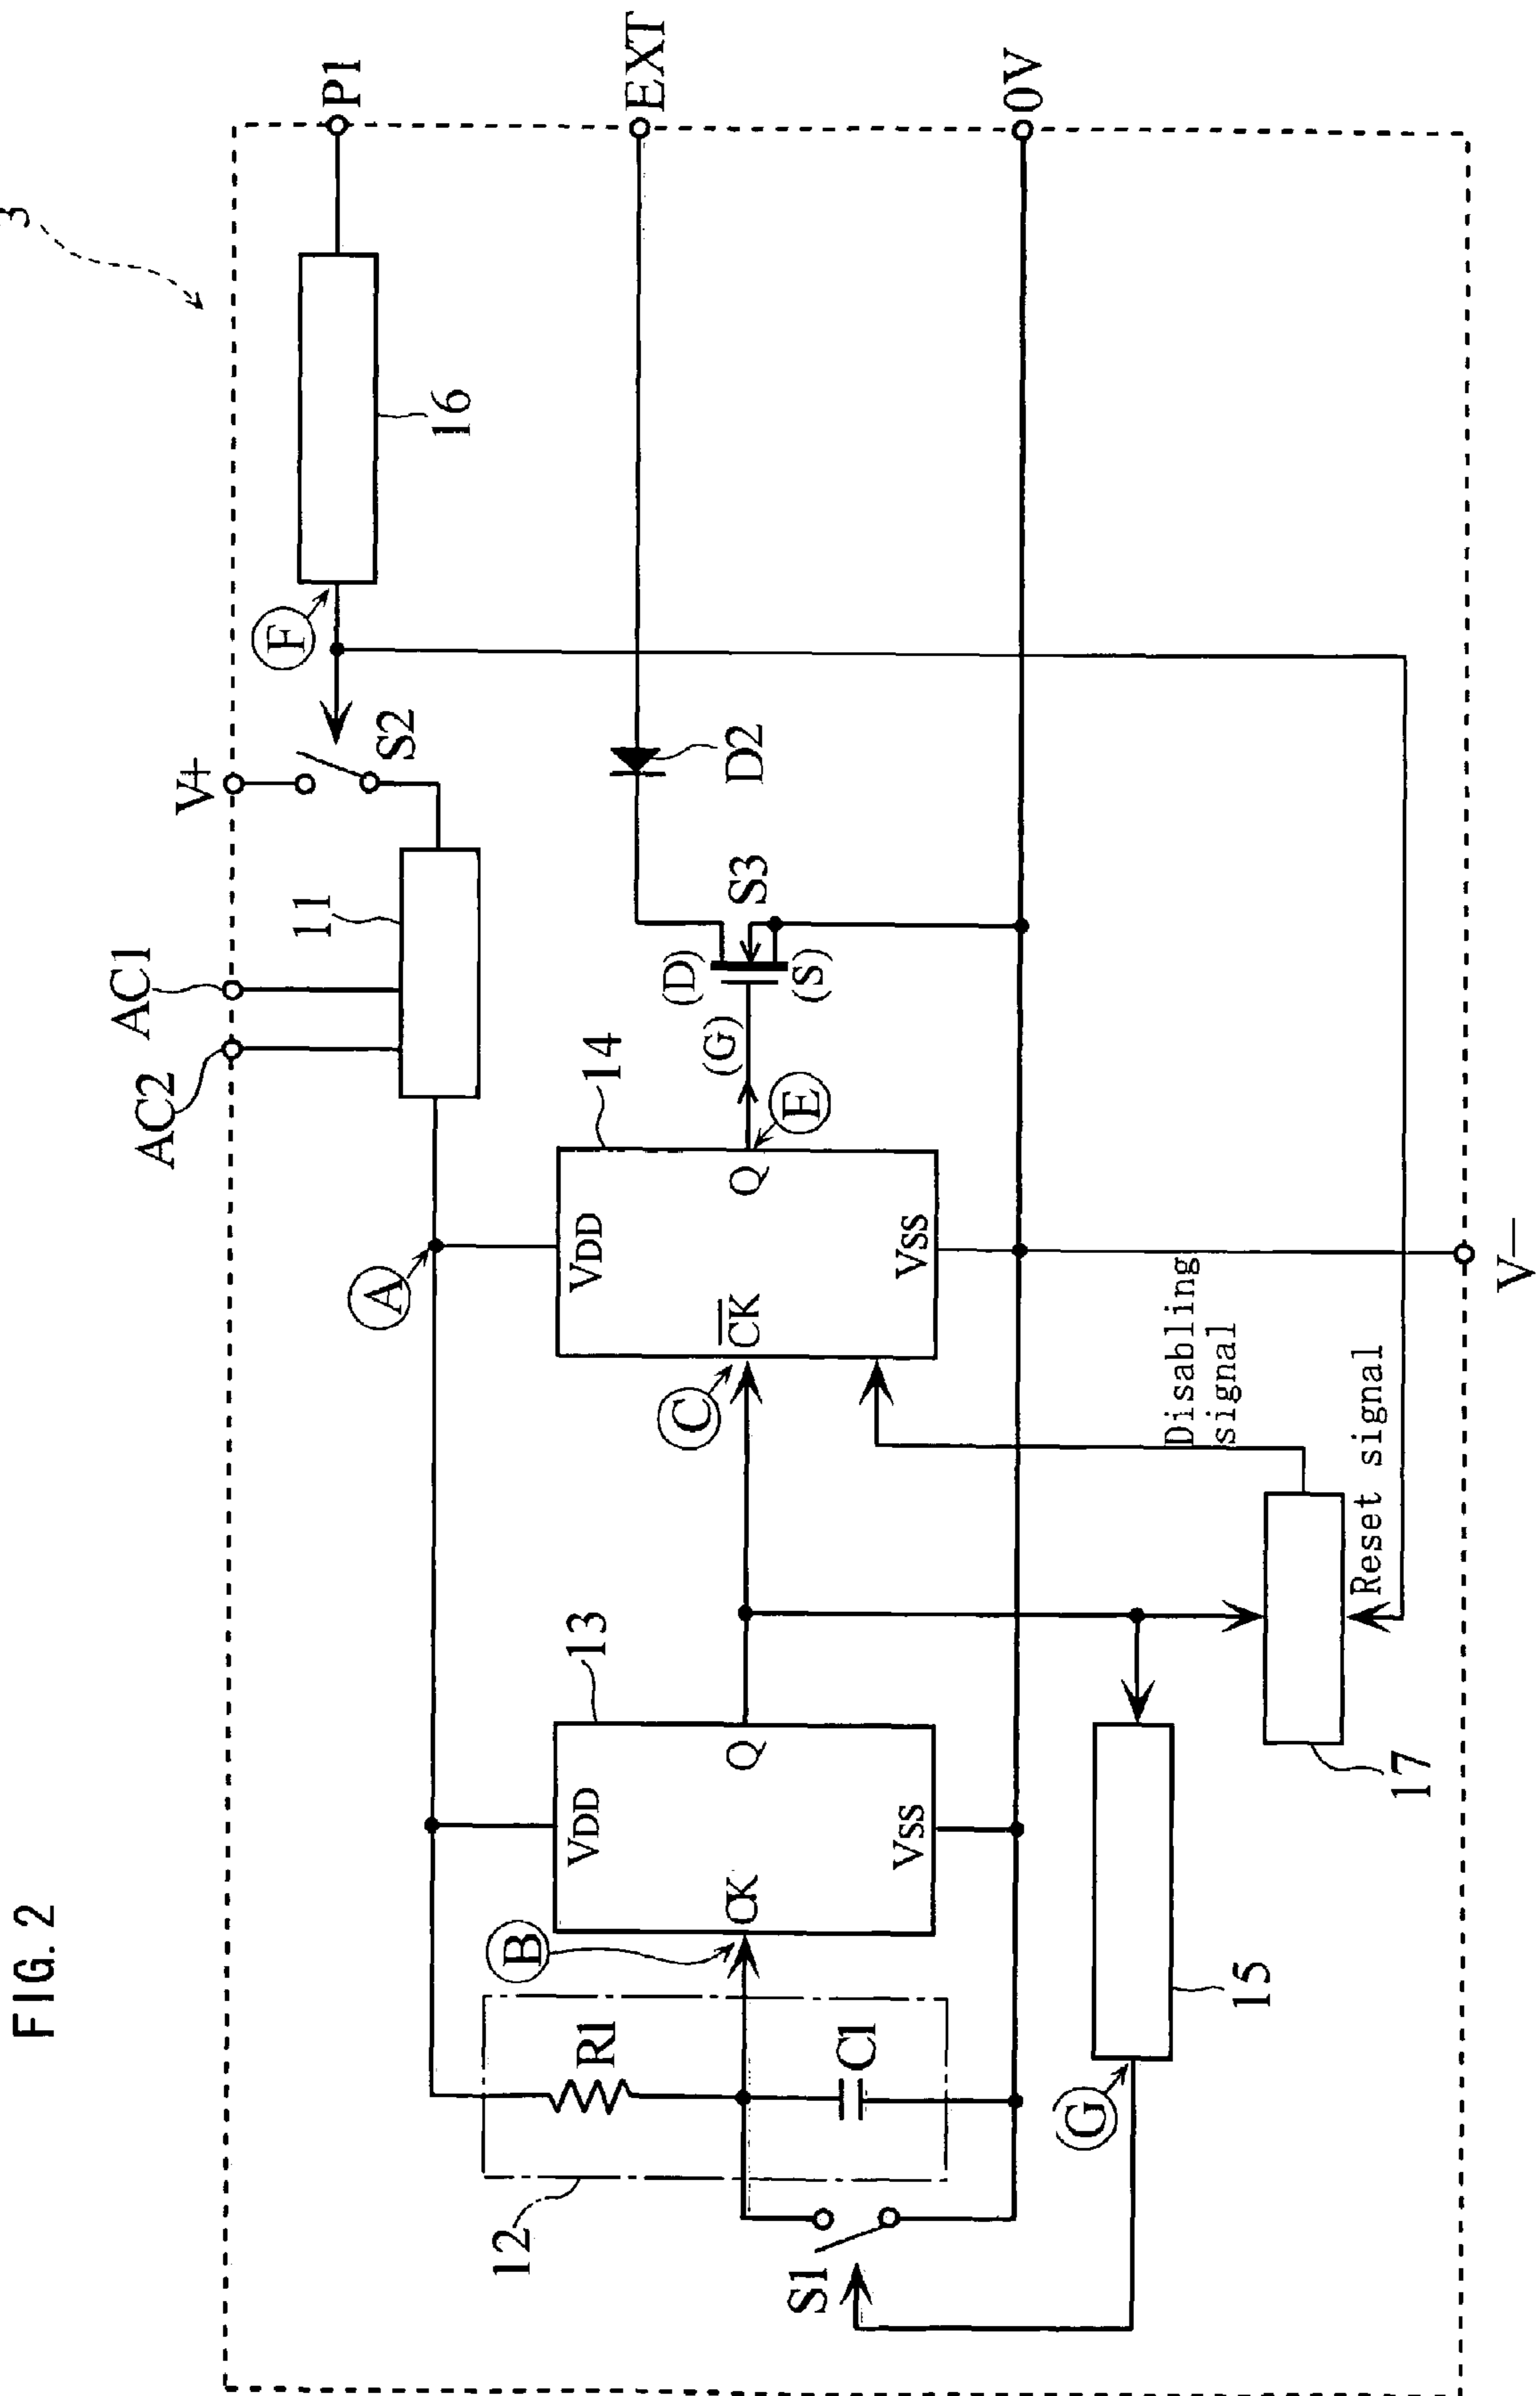 FIG. 2
3
AC2
AC1
V+
P1
EXT
0V
11
S2
F
16
A
12
R1
C1
S1
B
13
VDD
CK
Q
VSS
C
14
VDD
CK
Q
VSS
E
(G)
(D)
(S)
S3
D2
G
15
17
Disabling
signal
Reset signal
V−